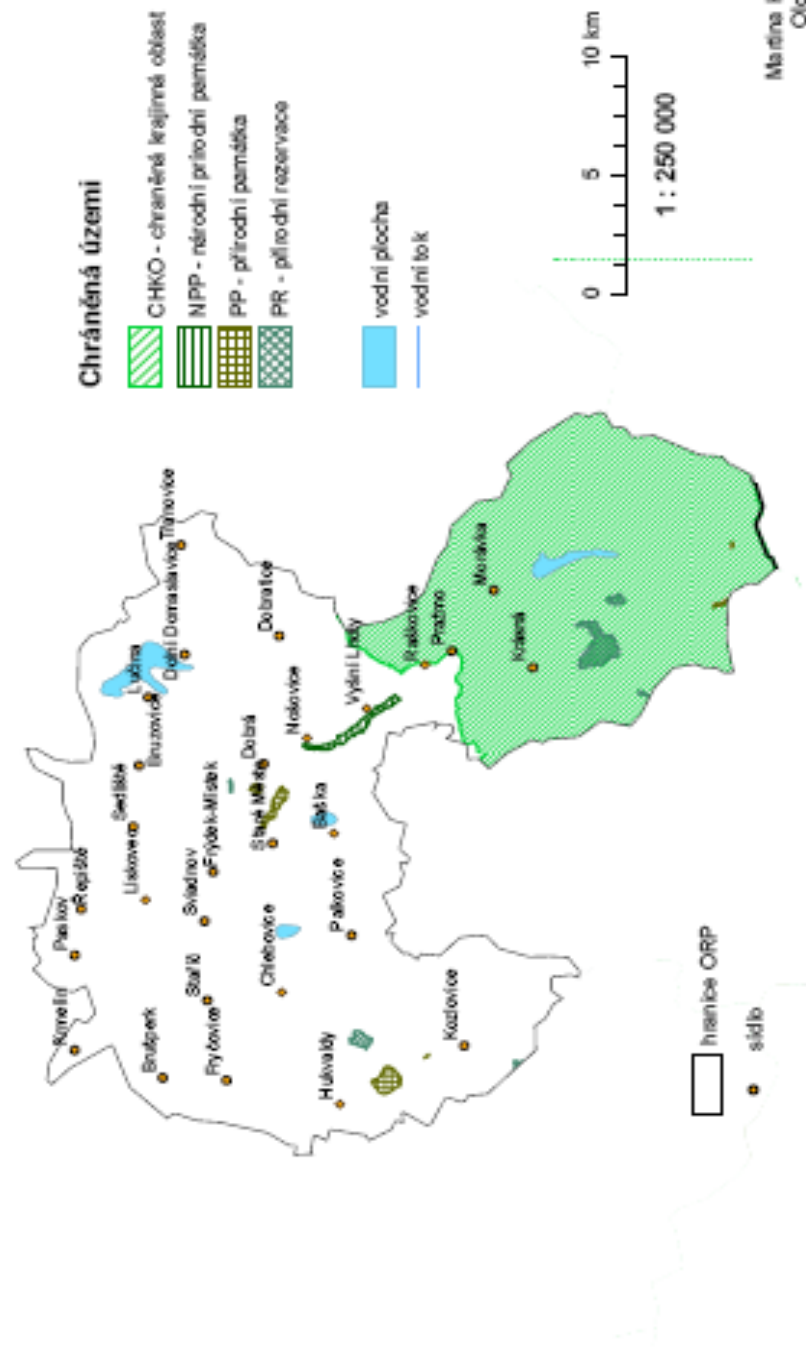 Krmelín
Paskov
Řepiště
Brušperk
Lískovec
Sedliště
Bruzovice
Lučina
Dolní Domaslavice
Třanovice
Fryčovice
Staříč
Sviadnov
Frýdek-Místek
Staré Město
Dobrá
Dobratice
Nošovice
Chlebovice
Hukvaldy
Palkovice
Baška
Vyšní Lhoty
Raškovice
Pražmo
Morávka
Krásná
Kozlovice
Chráněná území
CHKO - chraněná krajinná oblast
NPP - národní prírodní památka
PP - přírodní památka
PR - přírodní rezervace
vodní plocha
vodní tok
hranice ORP
sídlo
0 5 10 km
1 : 250 000
Martina